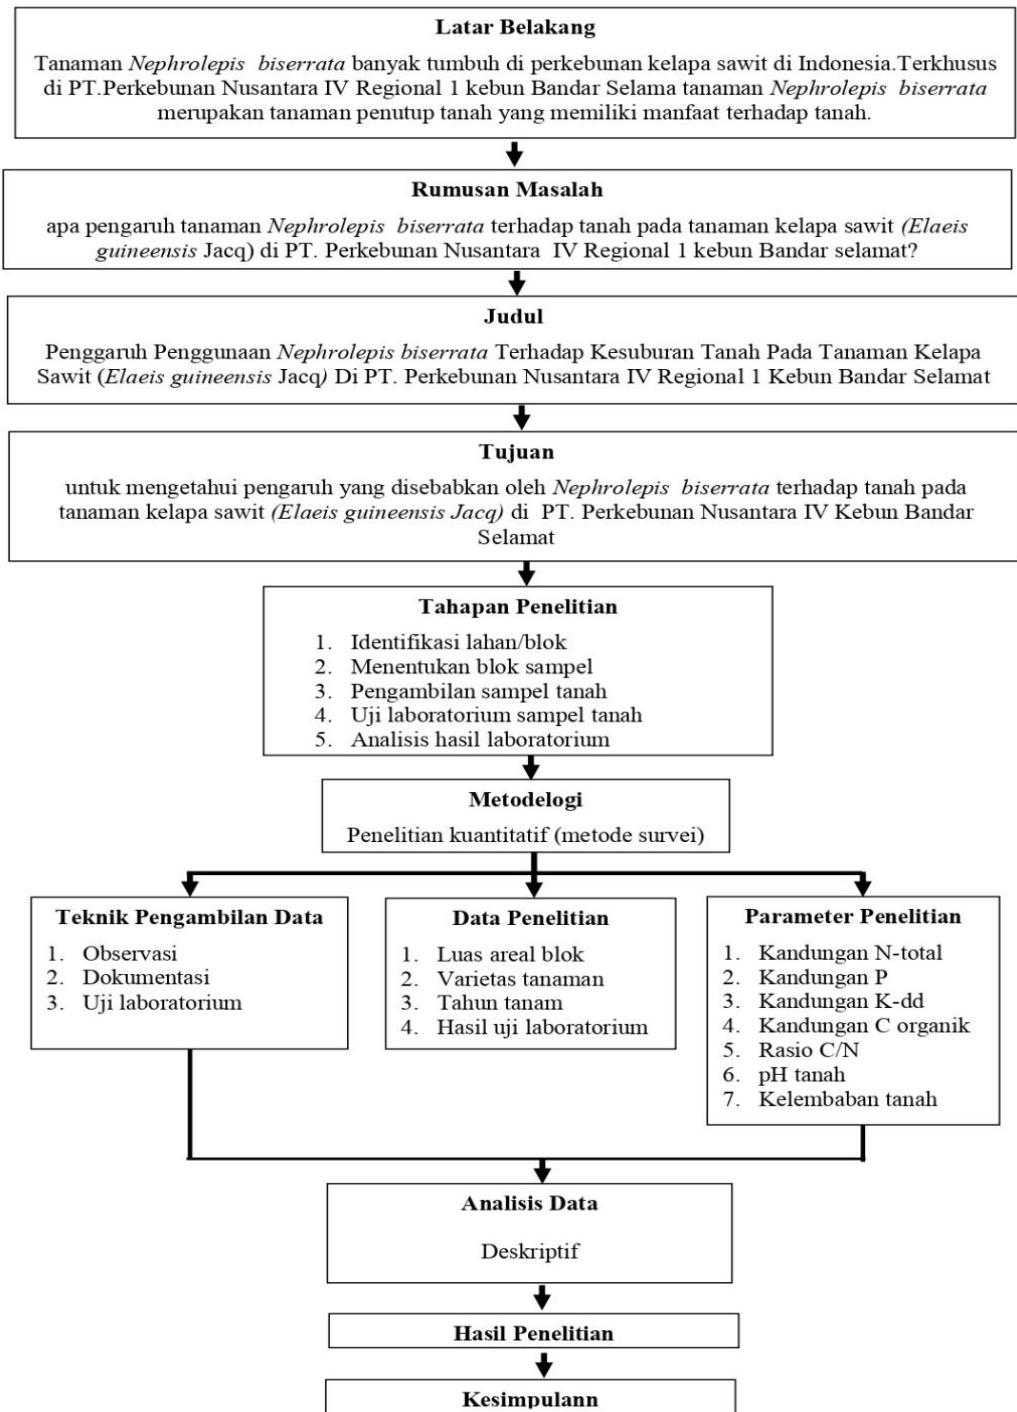 Latar Belakang
Tanaman Nephrolepis biserrata banyak tumbuh di perkebunan kelapa sawit di Indonesia.Terkhusus
di PT.Perkebunan Nusantara IV Regional 1 kebun Bandar Selama tanaman Nephrolepis biserrata
merupakan tanaman penutup tanah yang memiliki manfaat terhadap tanah.
Rumusan Masalah
apa pengaruh tanaman Nephrolepis biserrata terhadap tanah pada tanaman kelapa sawit (Elaeis
guineensis Jacq) di PT. Perkebunan Nusantara IV Regional 1 kebun Bandar selamat?
Judul
Penggaruh Penggunaan Nephrolepis biserrata Terhadap Kesuburan Tanah Pada Tanaman Kelapa
Sawit (Elaeis guineensis Jacq) Di PT. Perkebunan Nusantara IV Regional 1 Kebun Bandar Selamat
Tujuan
untuk mengetahui pengaruh yang disebabkan oleh Nephrolepis biserrata terhadap tanah pada
tanaman kelapa sawit (Elaeis guineensis Jacq) di PT. Perkebunan Nusantara IV Kebun Bandar
Selamat
Tahapan Penelitian
1. Identifikasi lahan/blok
2. Menentukan blok sampel
3. Pengambilan sampel tanah
4. Uji laboratorium sampel tanah
5. Analisis hasil laboratorium
Metodelogi
Penelitian kuantitatif (metode survei)
Teknik Pengambilan Data
1. Observasi
2. Dokumentasi
3. Uji laboratorium
Data Penelitian
1. Luas areal blok
2. Varietas tanaman
3. Tahun tanam
4. Hasil uji laboratorium
Parameter Penelitian
1. Kandungan N-total
2. Kandungan P
3. Kandungan K-dd
4. Kandungan C organik
5. Rasio C/N
6. pH tanah
7. Kelembaban tanah
Analisis Data
Deskriptif
Hasil Penelitian
Kesimpulann